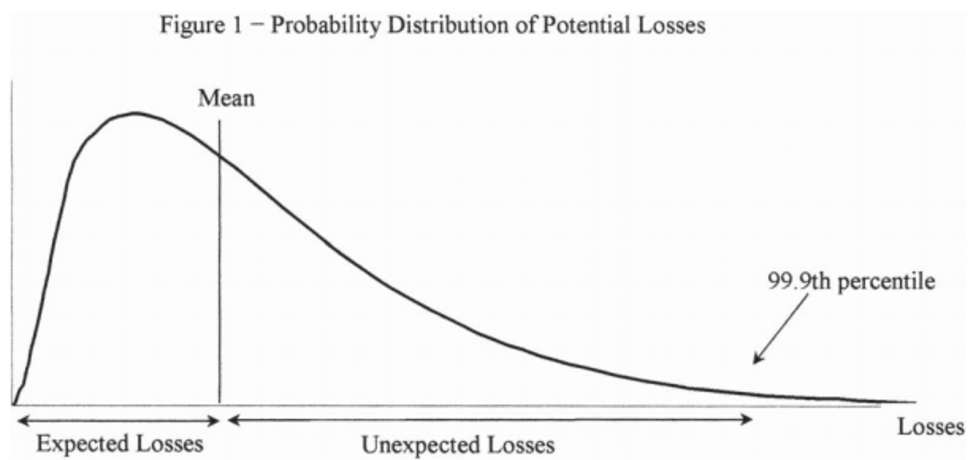 Figure 1 − Probability Distribution of Potential Losses
Mean
99.9th percentile
Losses
Expected Losses
Unexpected Losses